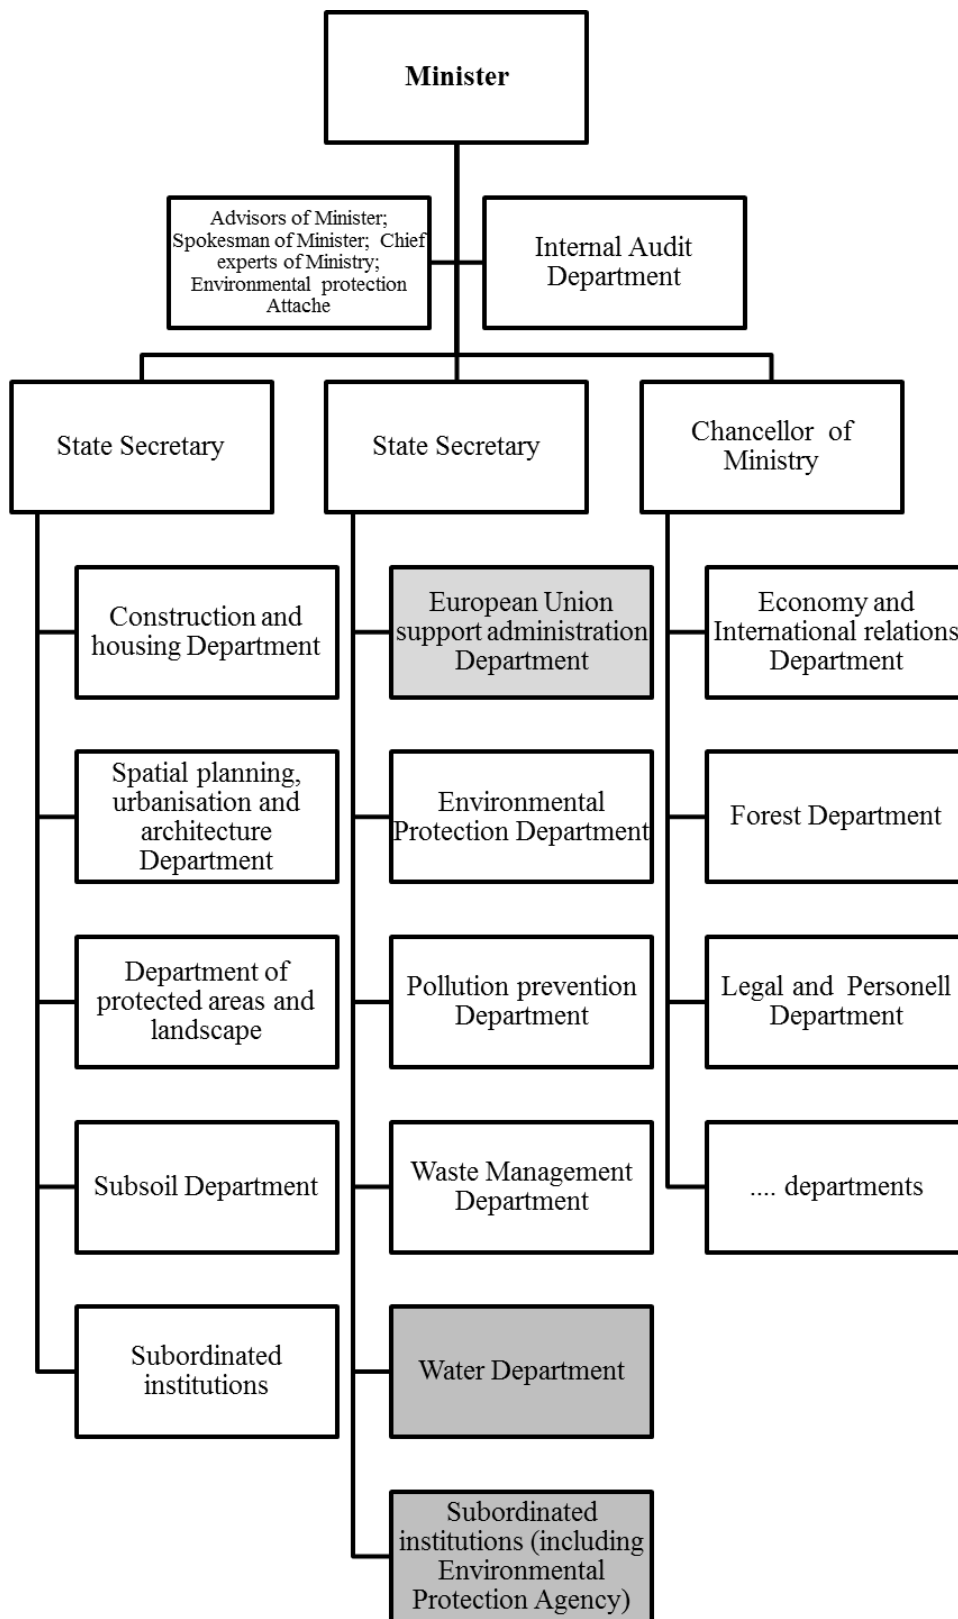 Minister
Advisors of Minister;
Spokesman of Minister; Chief
experts of Ministry;
Environmental protection
Attache
Internal Audit
Department
State Secretary
State Secretary
Chancellor of
Ministry
Construction and
housing Department
European Union
support administration
Department
Economy and
International relations
Department
Spatial planning,
urbanisation and
architecture
Department
Environmental
Protection Department
Forest Department
Department of
protected areas and
landscape
Pollution prevention
Department
Legal and Personell
Department
Subsoil Department
Waste Management
Department
.... departments
Subordinated
institutions
Water Department
Subordinated
institutions (including
Environmental
Protection Agency)